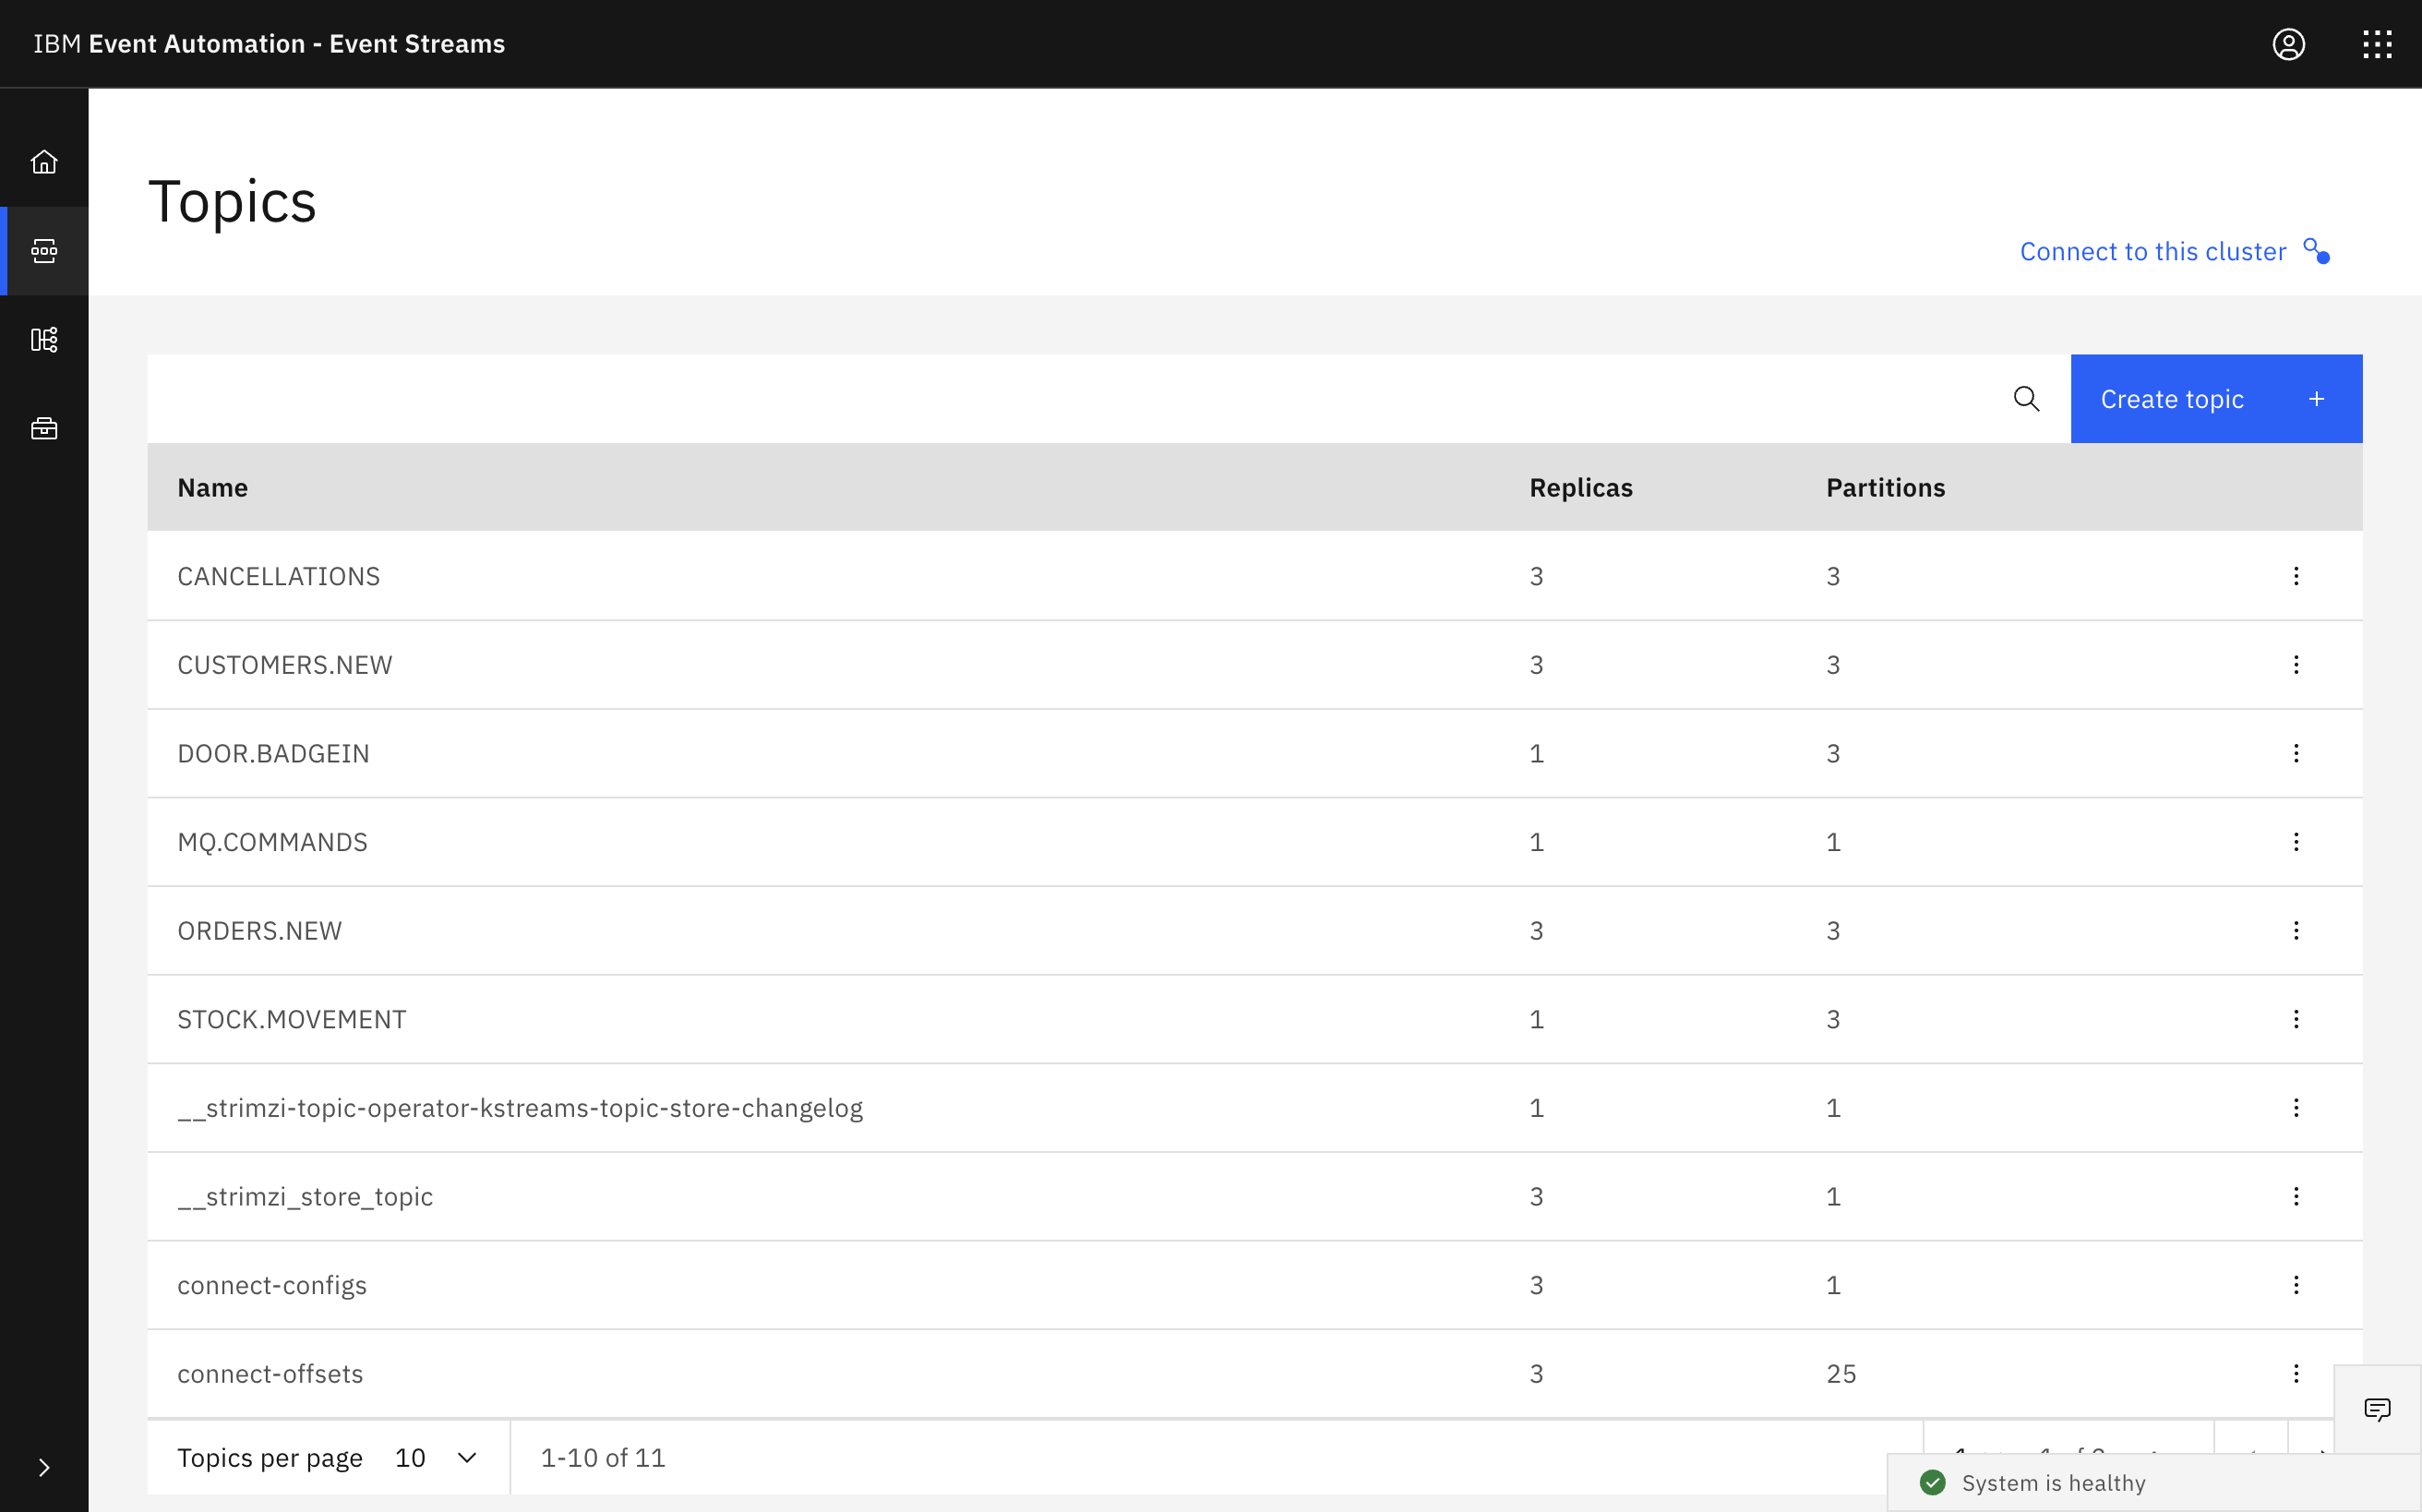 IBM Event Automation - Event Streams
Topics
Connect to this cluster
Create topic +
Name Replicas Partitions
CANCELLATIONS 3 3
CUSTOMERS.NEW 3 3
DOOR.BADGEIN 1 3
MQ.COMMANDS 1 1
ORDERS.NEW 3 3
STOCK.MOVEMENT 1 3
__strimzi-topic-operator-kstreams-topic-store-changelog 1 1
__strimzi_store_topic 3 1
connect-configs 3 1
connect-offsets 3 25
Topics per page 10 1-10 of 11
System is healthy